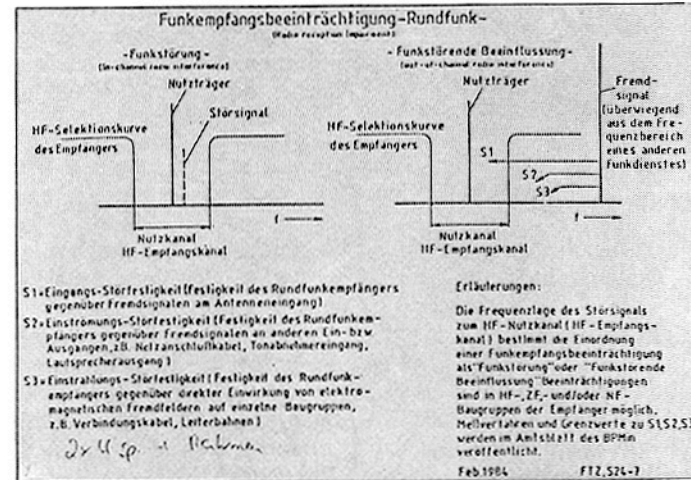 Funkempfangsbeeinträchtigung-Rundfunk-
(Radio reception impairment)
- Funkstörung -
(in-channel radio interference)
Nutzträger
Störsignal
HF-Selektionskurve
des Empfängers
Nutzkanal
HF-Empfangskanal
f
- Funkstörende Beeinflussung -
(out-of-channel radio interference)
Nutzträger
Fremd-
signal
(überwiegend
aus dem Fre-
quenzbereich
eines anderen
Funkdienstes)
HF-Selektionskurve
des Empfängers
S1
S2
S3
Nutzkanal
HF-Empfangskanal
f
S1=Eingangs-Störfestigkeit (Festigkeit des Rundfunkempfängers
gegenüber Fremdsignalen am Antenneneingang)
S2=Einströmungs-Störfestigkeit (Festigkeit des Rundfunkem-
pfängers gegenüber Fremdsignalen an anderen Ein- bzw.
Ausgängen, zB. Netzanschlußkabel, Tonabnehmereingang,
Lautsprecherausgang)
S3=Einstrahlungs-Störfestigkeit (Festigkeit des Rundfunk-
empfängers gegenüber direkter Einwirkung von elektro-
magnetischen Fremdfeldern auf einzelne Baugruppen,
z.B. Verbindungskabel, Leiterbahnen)
Erläuterungen:
Die Frequenzlage des Störsignals
zum HF-Nutzkanal (HF-Empfangs-
kanal) bestimmt die Einordnung
einer Funkempfangsbeeinträchtigung
als "Funkstörung" oder "Funkstörende
Beeinflussung" Beeinträchtigungen
sind in HF-, ZF-, und/oder NF-
Baugruppen der Empfänger möglich.
Meßverfahren und Grenzwerte zu S1,S2,S3
werden im Amtsblatt des BPMin
veröffentlicht.
Feb.1984 FTZ, S24-7